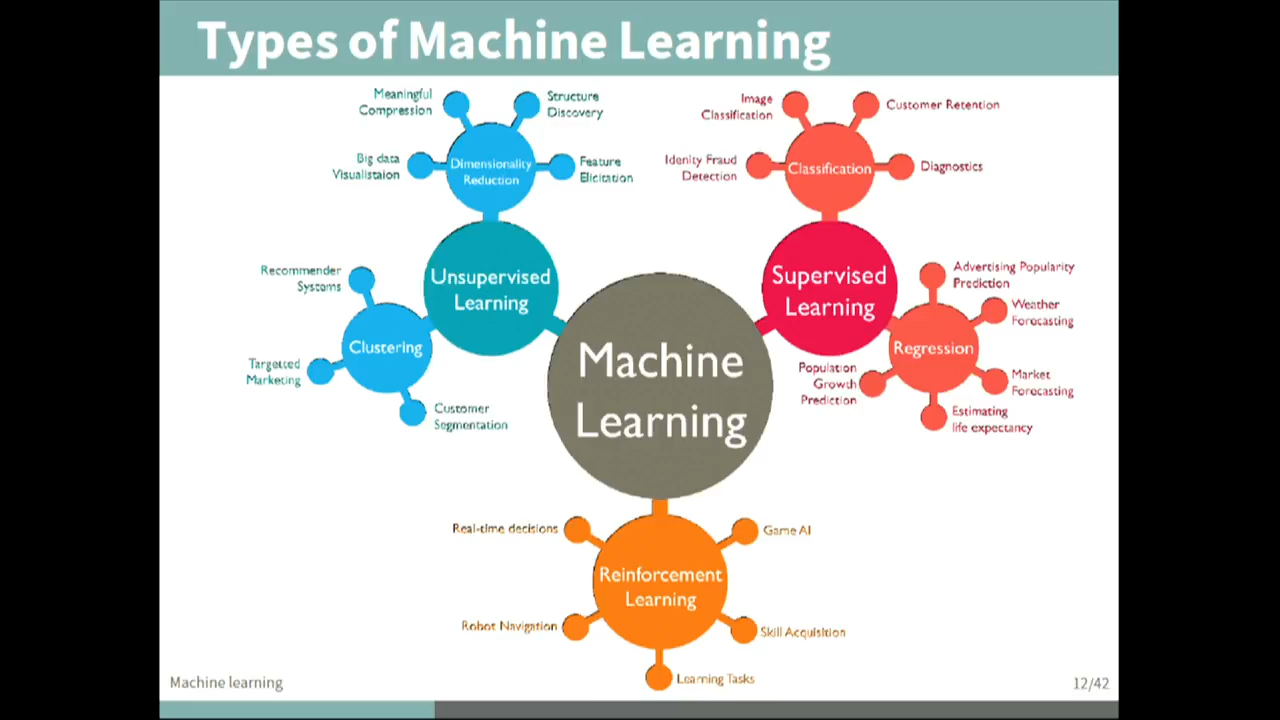 Types of Machine Learning
Meaningful
Compression
Structure
Discovery
Big data
Visualistaion
Dimensionality
Reduction
Feature
Elicitation
Image
Classification
Customer Retention
Idenity Fraud
Detection
Classification
Diagnostics
Recommender
Systems
Unsupervised
Learning
Clustering
Targetted
Marketing
Customer
Segmentation
Supervised
Learning
Advertising Popularity
Prediction
Weather
Forecasting
Regression
Population
Growth
Prediction
Market
Forecasting
Estimating
life expectancy
Machine
Learning
Real-time decisions
Game AI
Reinforcement
Learning
Robot Navigation
Skill Acquisition
Learning Tasks
Machine learning
12/42